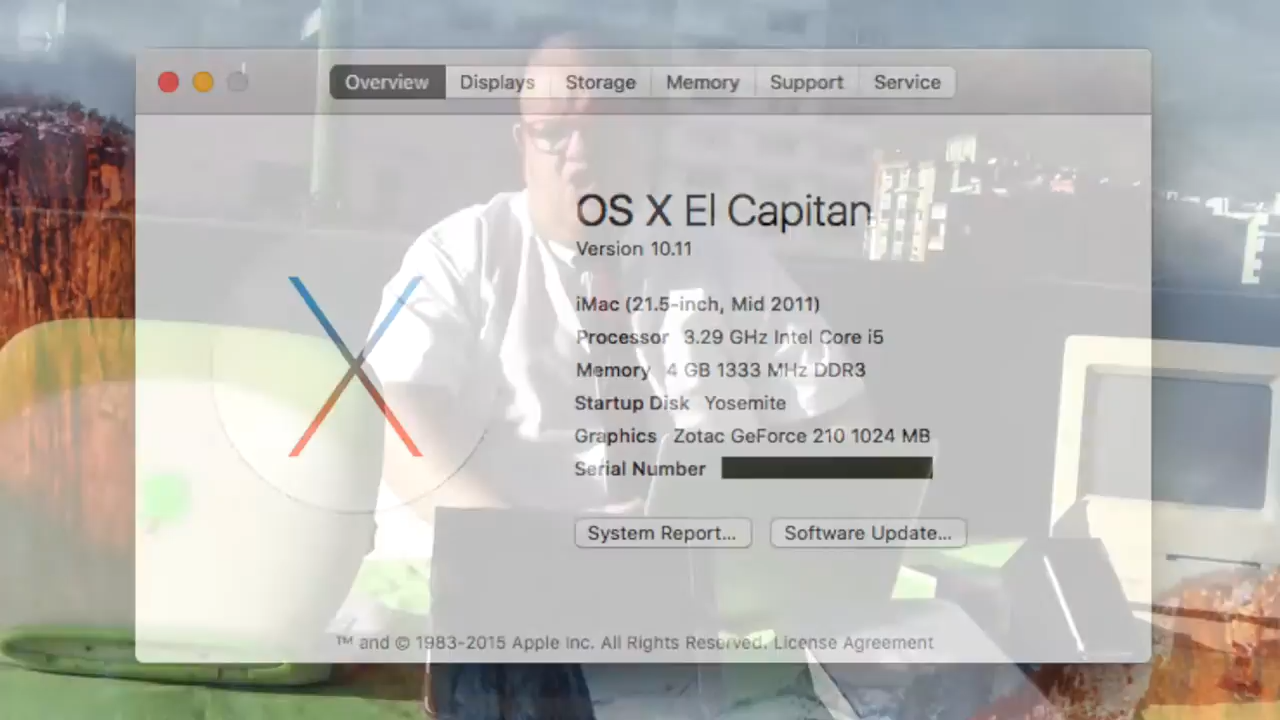 Overview Displays Storage Memory Support Service
OS X El Capitan
Version 10.11
iMac (21.5-inch, Mid 2011)
Processor 3.29 GHz Intel Core i5
Memory 4 GB 1333 MHz DDR3
Startup Disk Yosemite
Graphics Zotac GeForce 210 1024 MB
Serial Number
System Report... Software Update...
™ and © 1983-2015 Apple Inc. All Rights Reserved. License Agreement